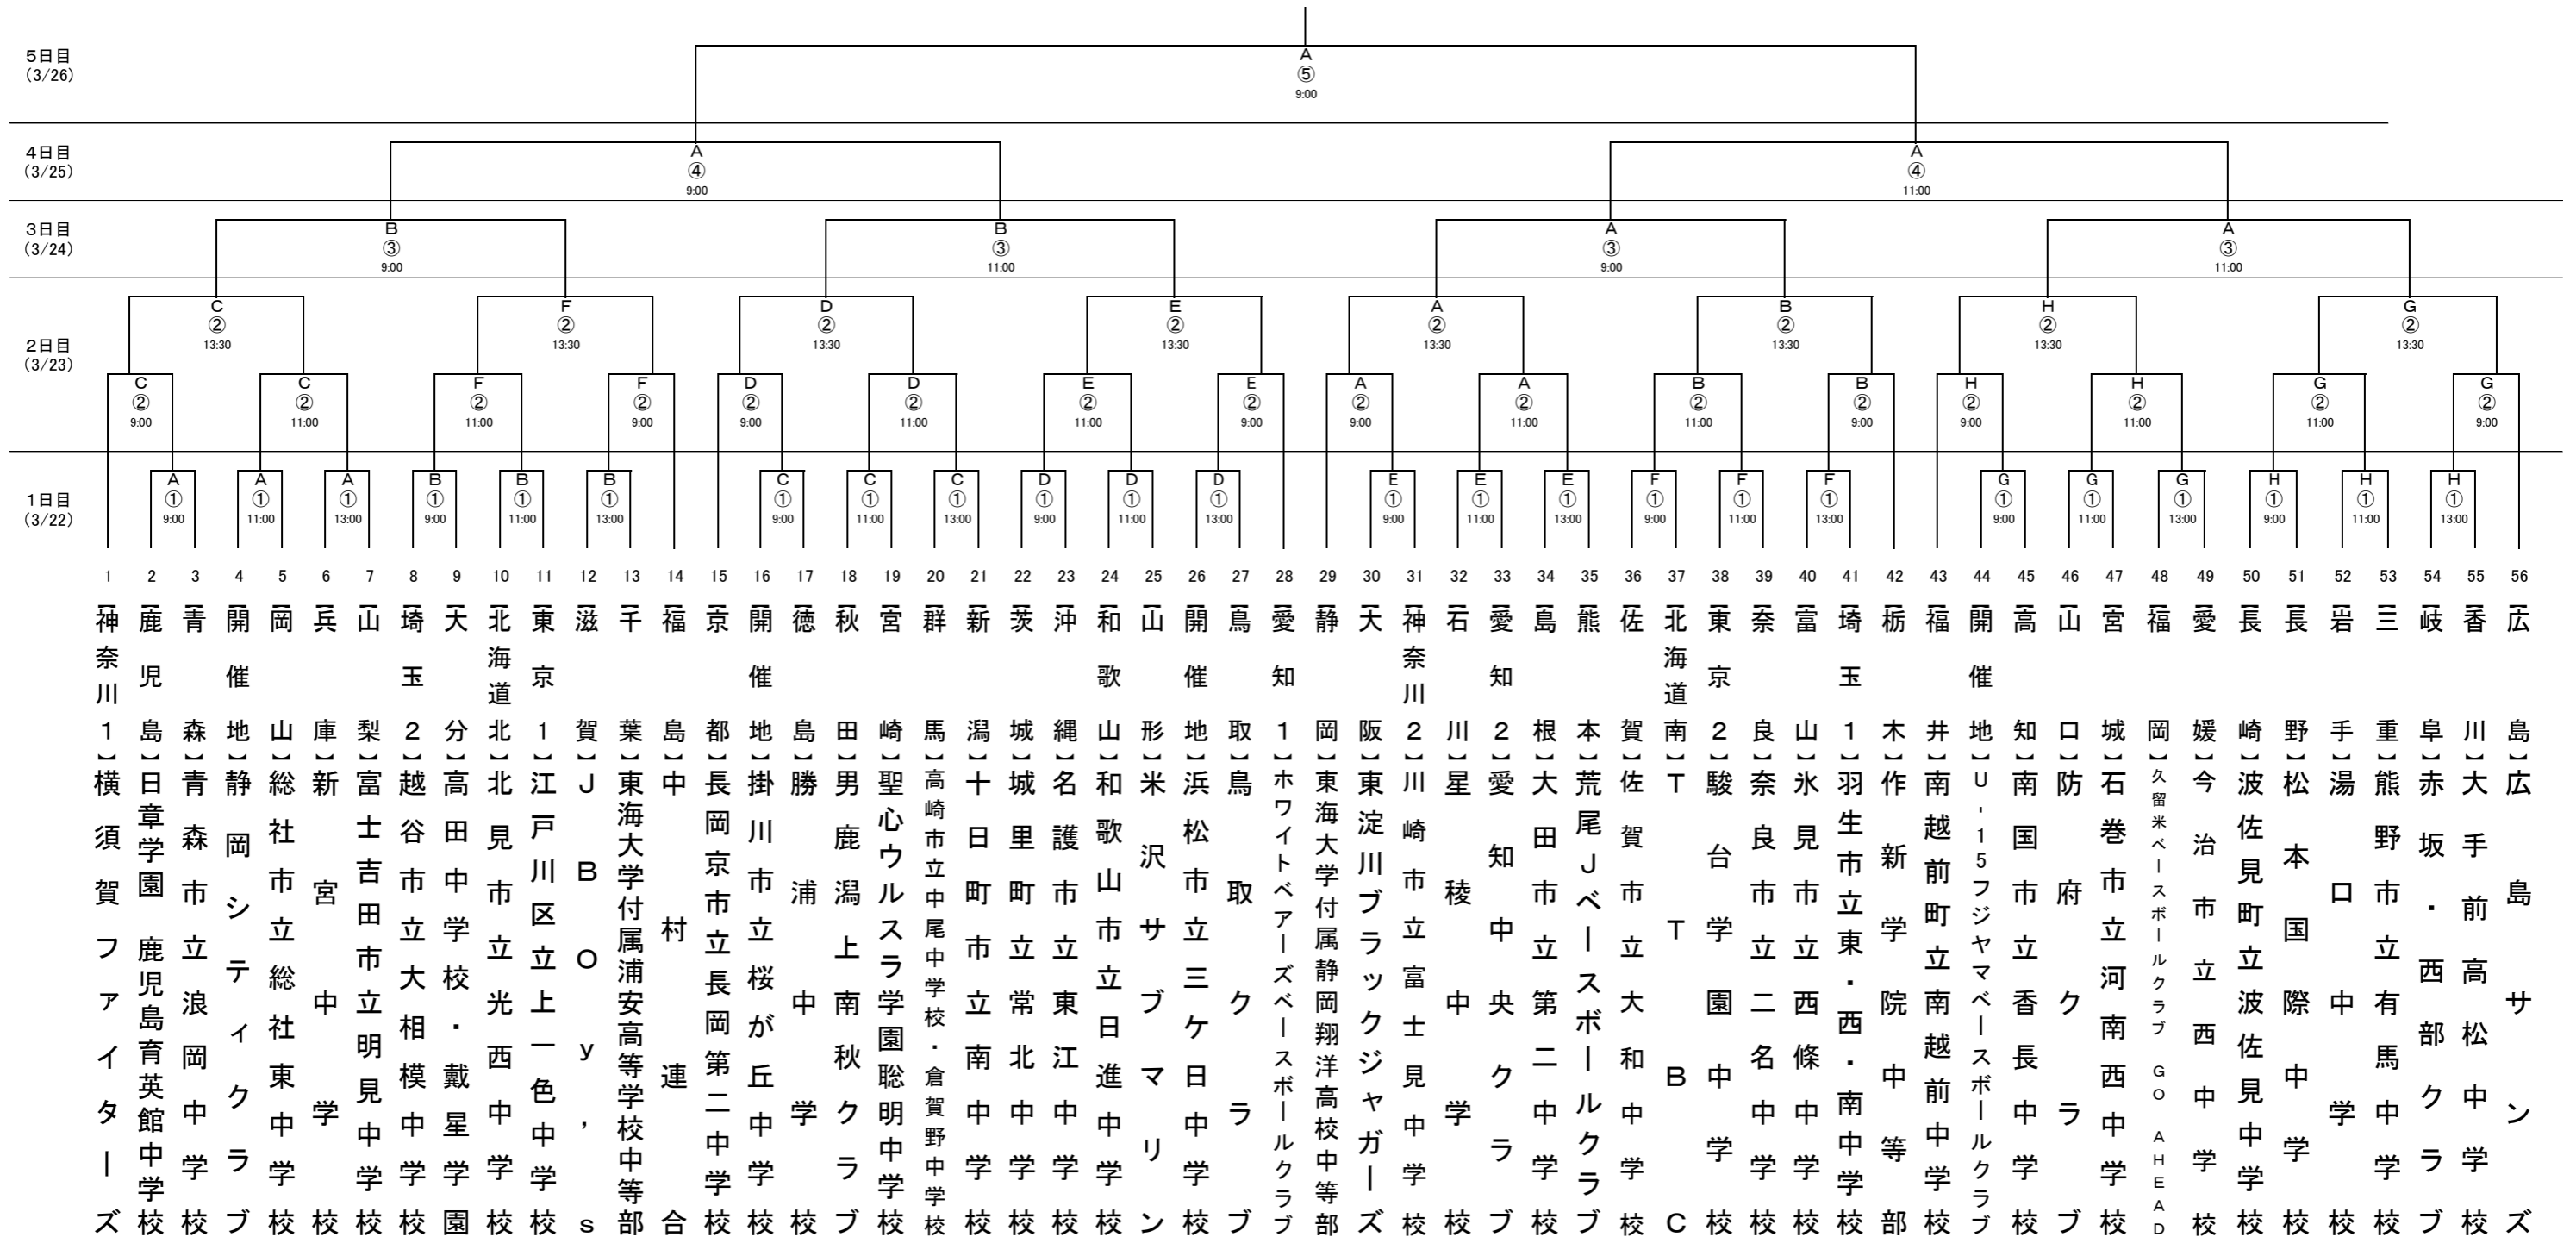 5日目
(3/26)
A
⑤
9:00
4日目
(3/25)
A
④
9:00
A
④
11:00
3日目
(3/24)
B
③
9:00
B
③
11:00
A
③
9:00
A
③
11:00
2日目
(3/23)
C
②
13:30
F
②
13:30
D
②
13:30
E
②
13:30
A
②
13:30
B
②
13:30
H
②
13:30
G
②
13:30
C
②
9:00
C
②
11:00
F
②
11:00
F
②
9:00
D
②
9:00
D
②
11:00
E
②
11:00
E
②
9:00
A
②
9:00
A
②
11:00
B
②
11:00
B
②
9:00
H
②
9:00
H
②
11:00
G
②
11:00
G
②
9:00
1日目
(3/22)
A
①
9:00
A
①
11:00
A
①
13:00
B
①
9:00
B
①
11:00
B
①
13:00
C
①
9:00
C
①
11:00
C
①
13:00
D
①
9:00
D
①
11:00
D
①
13:00
E
①
9:00
E
①
11:00
E
①
13:00
F
①
9:00
F
①
11:00
F
①
13:00
G
①
9:00
G
①
11:00
G
①
13:00
H
①
9:00
H
①
11:00
H
①
13:00
1
【神奈川1】横須賀ファイターズ
2
【鹿児島】日章学園 鹿児島育英館中学校
3
【青森】青森市立浪岡中学校
4
【開催地】静岡シティクラブ
5
【岡山】総社市立総社東中学校
6
【兵庫】新宮中学校
7
【山梨】富士吉田市立明見中学校
8
【埼玉2】越谷市立大相模中学校
9
【大分】高田中学校・戴星学園
10
【北海道北】北見市立光西中学校
11
【東京1】江戸川区立上一色中学校
12
【滋賀】JBOy's
13
【千葉】東海大学付属浦安高等学校中等部
14
【福島】中村連合
15
【京都】長岡京市立長岡第二中学校
16
【開催地】掛川市立桜が丘中学校
17
【徳島】勝浦中学校
18
【秋田】男鹿潟上南秋クラブ
19
【宮崎】聖心ウルスラ学園聡明中学校
20
【群馬】高崎市立中尾中学校・倉賀野中学校
21
【新潟】十日町市立南中学校
22
【茨城】城里町立常北中学校
23
【沖縄】名護市立東江中学校
24
【和歌山】和歌山市立日進中学校
25
【山形】米沢サブマリン
26
【開催地】浜松市立三ケ日中学校
27
【鳥取】鳥取クラブ
28
【愛知1】ホワイトベアーズベースボールクラブ
29
【静岡】東海大学付属静岡翔洋高校中等部
30
【大阪】東淀川ブラックジャガーズ
31
【神奈川2】川崎市立富士見中学校
32
【石川】星稜中学校
33
【愛知2】愛知中央クラブ
34
【島根】大田市立第二中学校
35
【熊本】荒尾Jベースボールクラブ
36
【佐賀】佐賀市立大和中学校
37
【北海道南】TTBC
38
【東京2】駿台学園中学校
39
【奈良】奈良市立二名中学校
40
【富山】氷見市立西條中学校
41
【埼玉1】羽生市立東・西・南中学校
42
【栃木】作新学院中等部
43
【福井】南越前町立南越前中学校
44
【開催地】U-15フジヤマベースボールクラブ
45
【高知】南国市立香長中学校
46
【山口】防府クラブ
47
【宮城】石巻市立河南西中学校
48
【福岡】久留米ベースボールクラブ GO AHEAD
49
【愛媛】今治市立西中学校
50
【長崎】波佐見町立波佐見中学校
51
【長野】松本国際中学校
52
【岩手】湯口中学校
53
【三重】熊野市立有馬中学校
54
【岐阜】赤坂・西部クラブ
55
【香川】大手前高松中学校
56
【広島】広島サンズ